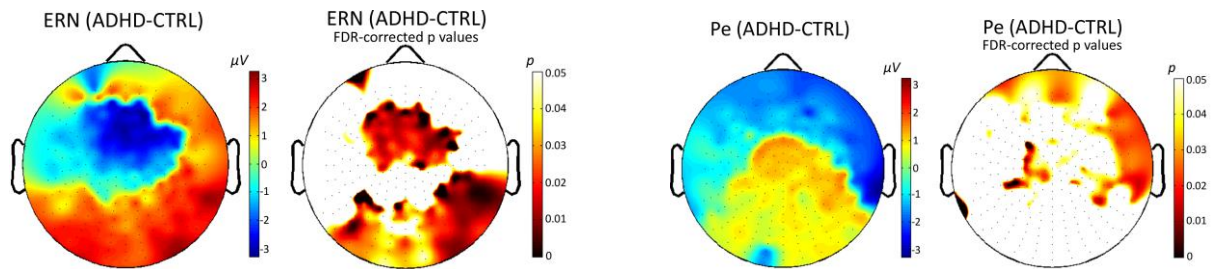 ERN (ADHD-CTRL)
μV
3
2
1
0
-1
-2
-3
ERN (ADHD-CTRL)
FDR-corrected p values
p
0.05
0.04
0.03
0.02
0.01
0
Pe (ADHD-CTRL)
μV
3
2
1
0
-1
-2
-3
Pe (ADHD-CTRL)
FDR-corrected p values
p
0.05
0.04
0.03
0.02
0.01
0